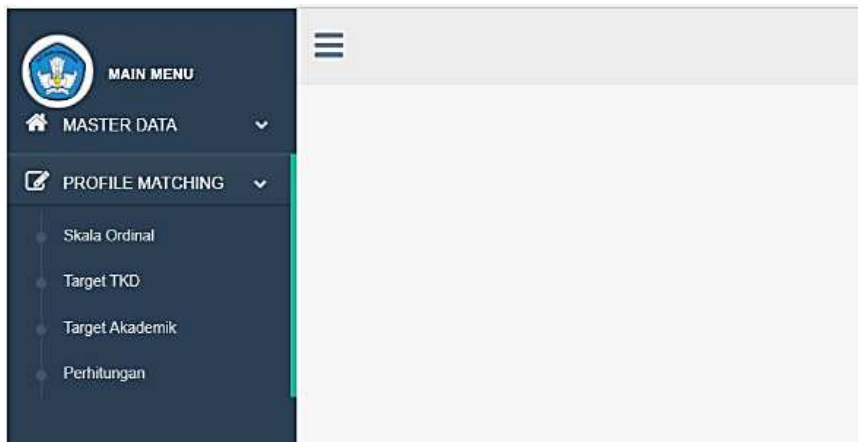 MAIN MENU
MASTER DATA
PROFILE MATCHING
Skala Ordinal
Target TKD
Target Akademik
Perhitungan